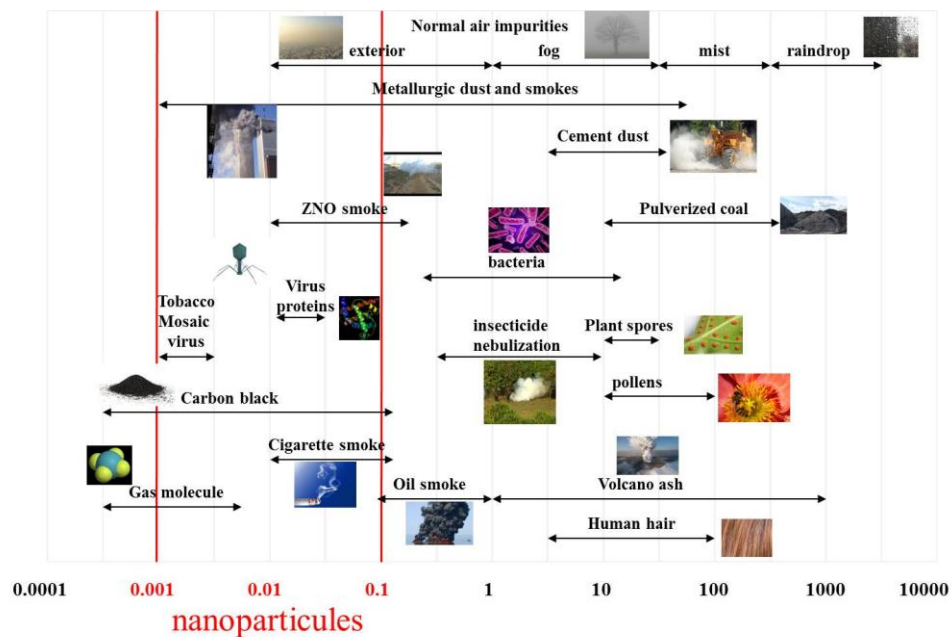 Normal air impurities
exterior
fog
mist
raindrop
Metallurgic dust and smokes
Cement dust
ZNO smoke
Pulverized coal
bacteria
Virus
proteins
Tobacco
Mosaic
virus
insecticide
nebulization
Plant spores
Carbon black
pollens
Cigarette smoke
Gas molecule
Oil smoke
Volcano ash
Human hair
0.0001 0.001 0.01 0.1 1 10 100 1000 10000
nanoparticules